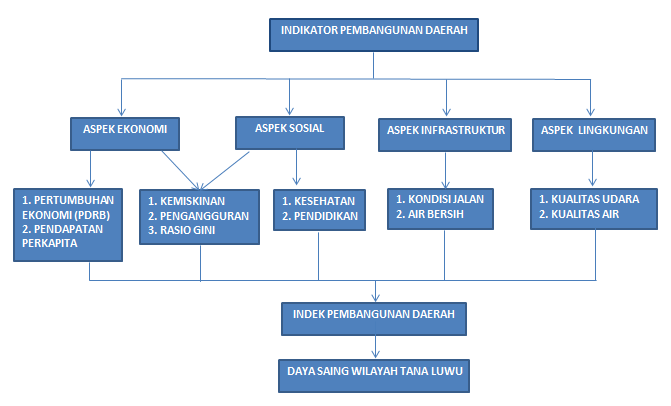 INDIKATOR PEMBANGUNAN DAERAH
ASPEK EKONOMI
ASPEK SOSIAL
ASPEK INFRASTRUKTUR
ASPEK LINGKUNGAN
1. PERTUMBUHAN
EKONOMI (PDRB)
2. PENDAPATAN
PERKAPITA
1. KEMISKINAN
2. PENGANGGURAN
3. RASIO GINI
1. KESEHATAN
2. PENDIDIKAN
1. KONDISI JALAN
2. AIR BERSIH
1. KUALITAS UDARA
2. KUALITAS AIR
INDEK PEMBANGUNAN DAERAH
DAYA SAING WILAYAH TANA LUWU